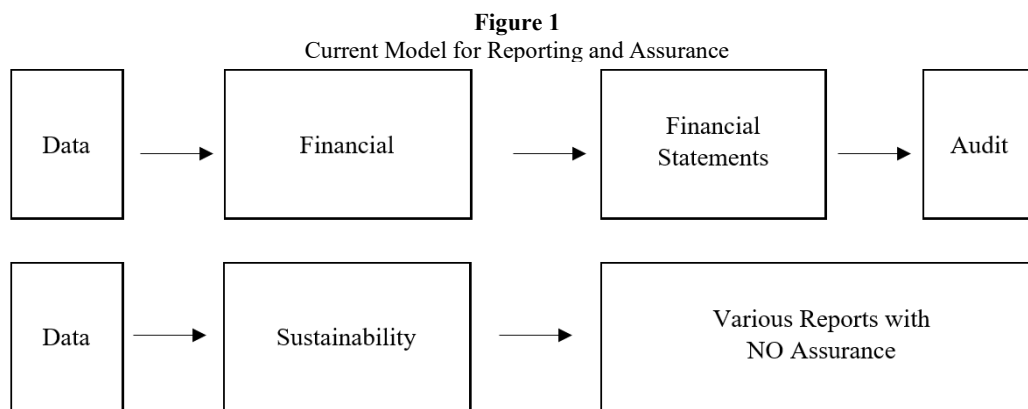 Figure 1
Current Model for Reporting and Assurance
Data
Financial
Financial
Statements
Audit
Data
Sustainability
Various Reports with
NO Assurance